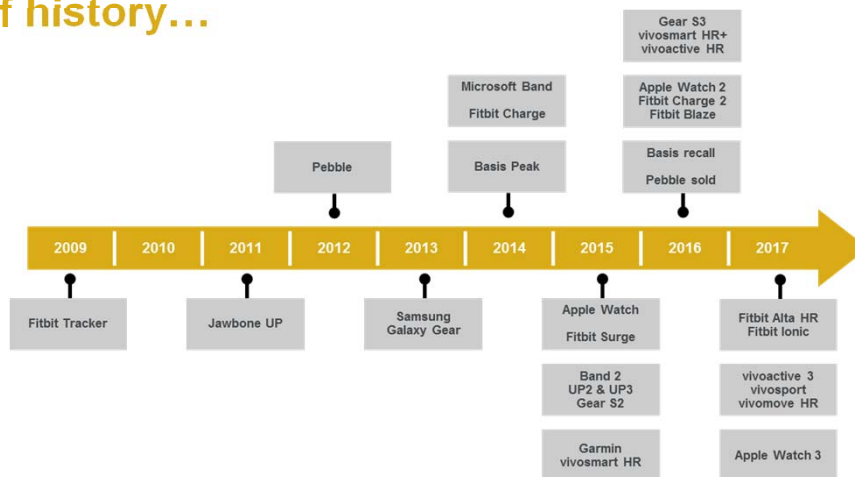 f history…
Gear S3
vivosmart HR+
vivoactive HR
Microsoft Band
Fitbit Charge
Apple Watch 2
Fitbit Charge 2
Fitbit Blaze
Pebble
Basis Peak
Basis recall
Pebble sold
2009 2010 2011 2012 2013 2014 2015 2016 2017
Fitbit Tracker
Jawbone UP
Samsung
Galaxy Gear
Apple Watch
Fitbit Surge
Fitbit Alta HR
Fitbit Ionic
Band 2
UP2 & UP3
Gear S2
vivoactive 3
vivosport
vivomove HR
Garmin
vivosmart HR
Apple Watch 3